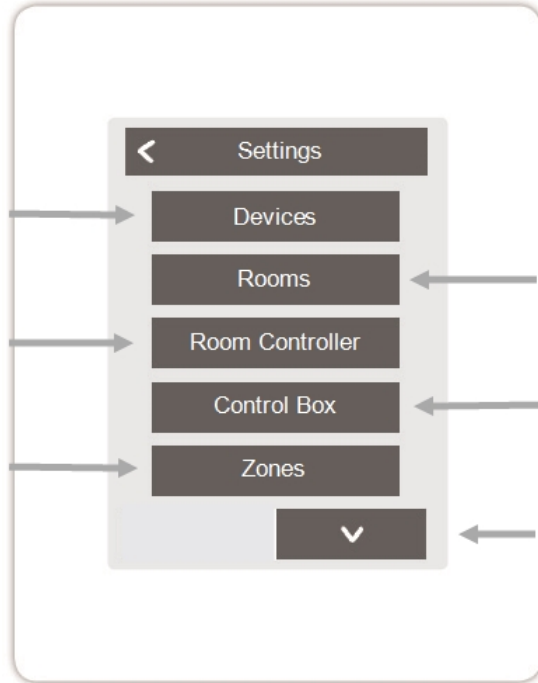 Settings
Devices
Rooms
Room Controller
Control Box
Zones